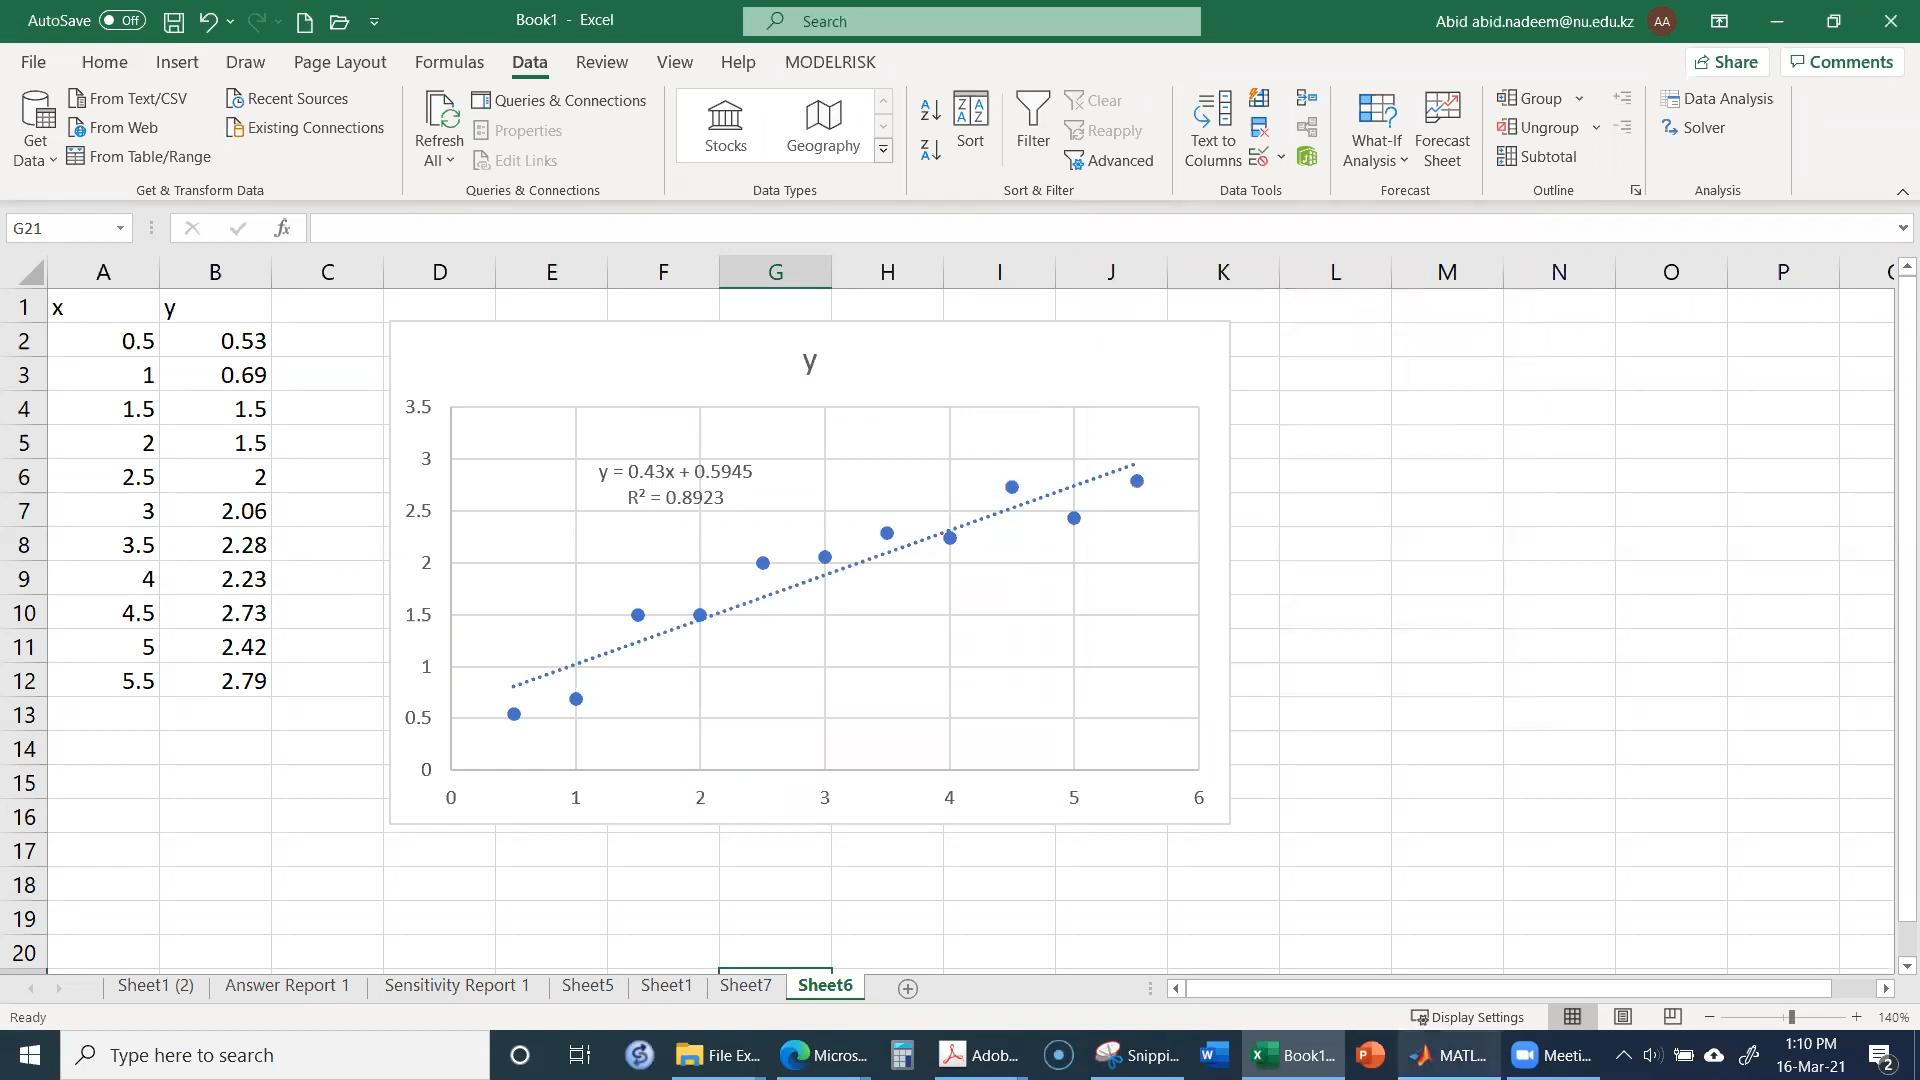 AutoSave Off
Book1 - Excel
Search
Abid abid.nadeem@nu.edu.kz AA
File Home Insert Draw Page Layout Formulas Data Review View Help MODELRISK
Share Comments
Get Data
From Text/CSV
From Web
From Table/Range
Recent Sources
Existing Connections
Get & Transform Data
Refresh All
Queries & Connections
Properties
Edit Links
Queries & Connections
Stocks
Geography
Data Types
Sort
Filter
Clear
Reapply
Advanced
Sort & Filter
Text to Columns
Data Tools
What-If Analysis
Forecast Sheet
Forecast
Group
Ungroup
Subtotal
Outline
Data Analysis
Solver
Analysis
G21
fx
A B C D E F G H I J K L M N O P
1 x y
2 0.5 0.53
3 1 0.69
4 1.5 1.5
5 2 1.5
6 2.5 2
7 3 2.06
8 3.5 2.28
9 4 2.23
10 4.5 2.73
11 5 2.42
12 5.5 2.79
13
14
15
16
17
18
19
20
y
3.5
3
2.5
2
1.5
1
0.5
0
y = 0.43x + 0.5945
R² = 0.8923
0 1 2 3 4 5 6
Sheet1 (2) Answer Report 1 Sensitivity Report 1 Sheet5 Sheet1 Sheet7 Sheet6
Ready
Display Settings
140%
Type here to search
File Ex...
Micros...
Adob...
Snippi...
Book1...
MATL...
Meeti...
1:10 PM
16-Mar-21
2